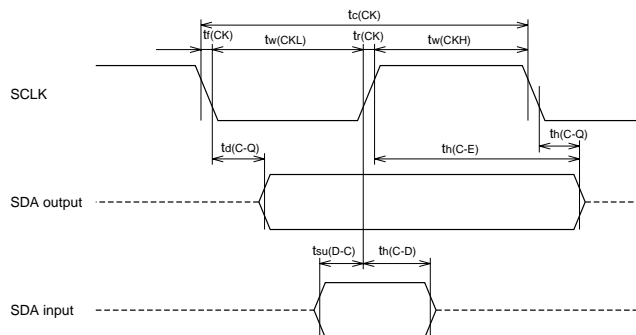 tc(CK)
tf(CK)
tw(CKL)
tr(CK)
tw(CKH)
SCLK
td(C-Q)
th(C-E)
th(C-Q)
SDA output
tsu(D-C)
th(C-D)
SDA input